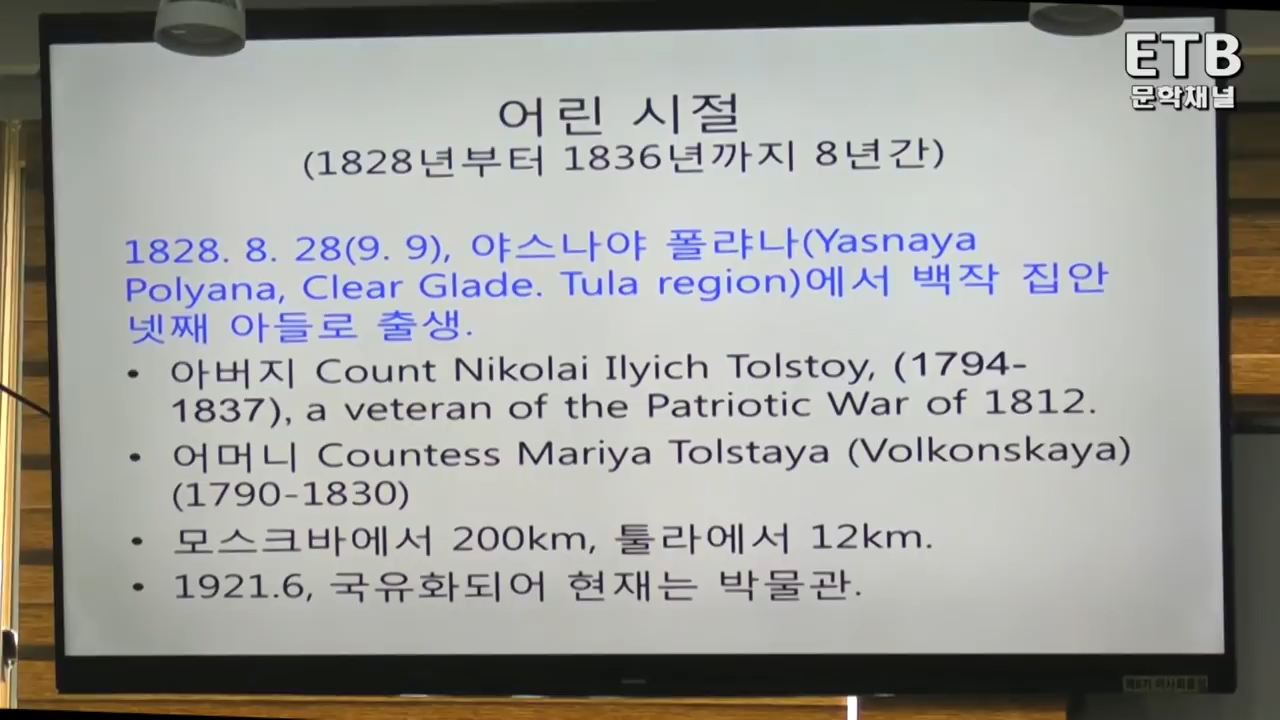 ETB
문학채널
어린 시절
(1828년부터 1836년까지 8년간)
1828. 8. 28(9. 9), 야스나야 폴랴나(Yasnaya
Polyana, Clear Glade. Tula region)에서 백작 집안
넷째 아들로 출생.
• 아버지 Count Nikolai Ilyich Tolstoy, (1794-
1837), a veteran of the Patriotic War of 1812.
• 어머니 Countess Mariya Tolstaya (Volkonskaya)
(1790-1830)
• 모스크바에서 200km, 툴라에서 12km.
• 1921.6, 국유화되어 현재는 박물관.